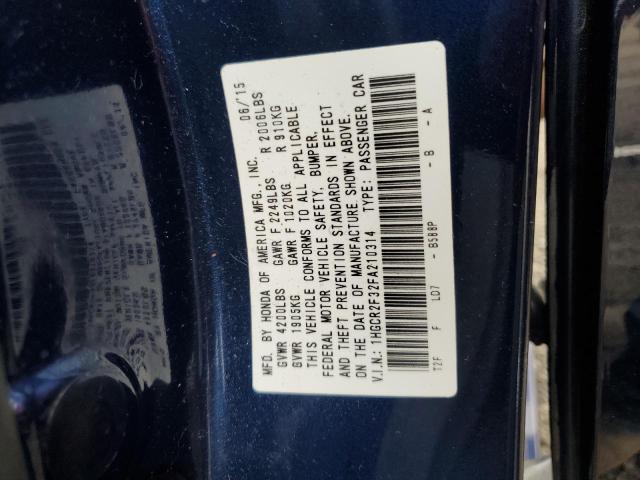 MFD. BY HONDA OF AMERICA MFG., INC. 06/'15
GVWR 4200LBS GAWR F 2249LBS R 2006LBS
GVWR 1905KG GAWR F 1020KG R 910KG
THIS VEHICLE CONFORMS TO ALL APPLICABLE
FEDERAL MOTOR VEHICLE SAFETY, BUMPER,
AND THEFT PREVENTION STANDARDS IN EFFECT
ON THE DATE OF MANUFACTURE SHOWN ABOVE.
V.I.N.: 1HGCR2F32FA210314 TYPE: PASSENGER CAR
T2F F LD7 - B588P - B - A